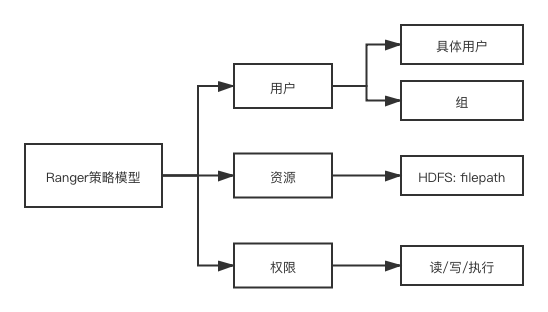 具体用户
用户
组
Ranger策略模型
资源
HDFS: filepath
权限
读/写/执行